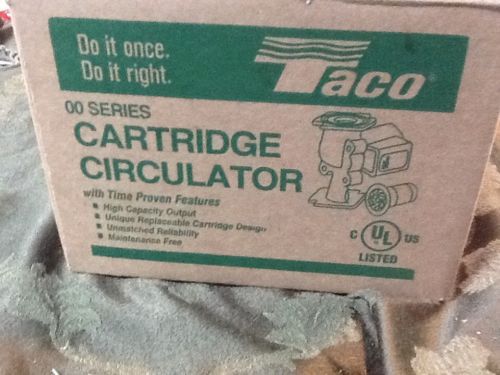 Do it once.
Do it right.
Taco®
00 SERIES
CARTRIDGE
CIRCULATOR
with Time Proven Features
• High Capacity Output
• Unique Replaceable Cartridge Design
• Unmatched Reliability
• Maintenance Free
C UL US
LISTED